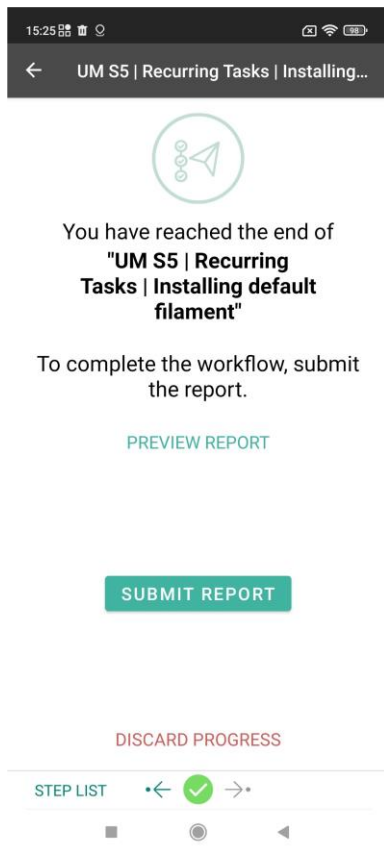 15:25
98
UM S5 | Recurring Tasks | Installing...
You have reached the end of
"UM S5 | Recurring
Tasks | Installing default
filament"
To complete the workflow, submit
the report.
PREVIEW REPORT
SUBMIT REPORT
DISCARD PROGRESS
STEP LIST